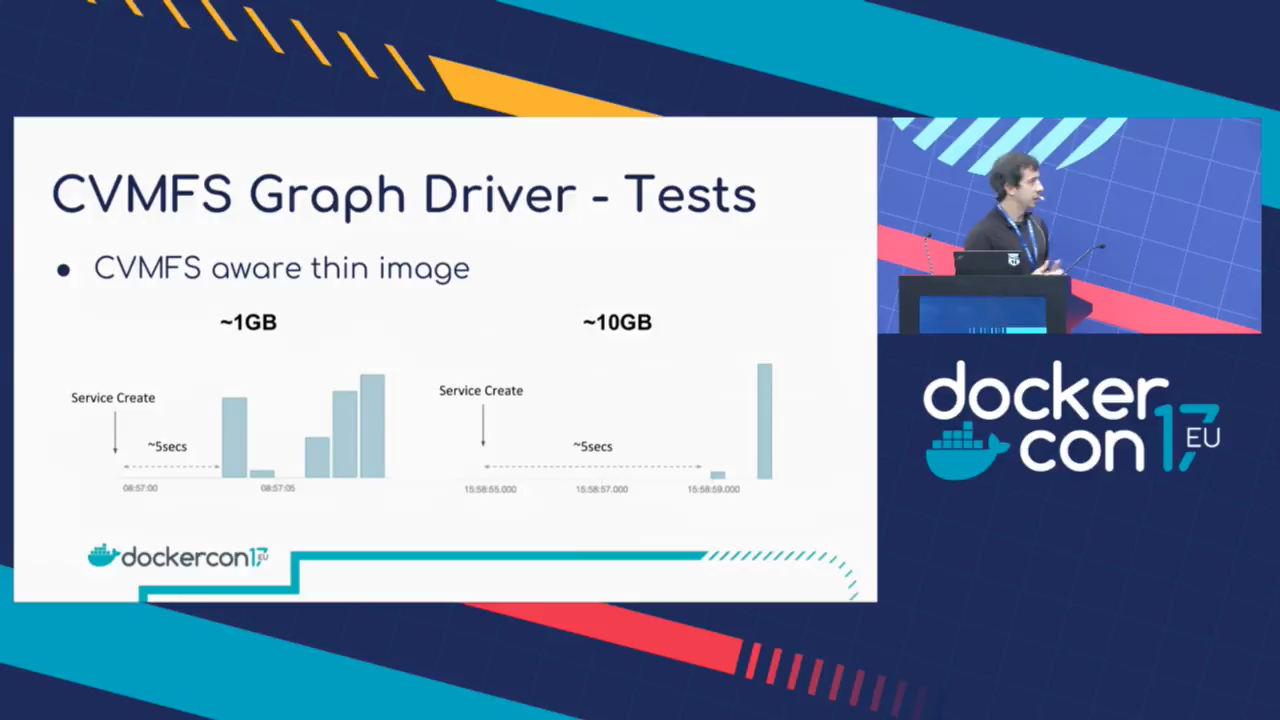 CVMFS Graph Driver - Tests
● CVMFS aware thin image
~1GB
Service Create
~5secs
08:57:00
08:57:05
~10GB
Service Create
~5secs
15:58:55.000
15:58:57.000
15:58:59.000
dockercon17 EU
docker
con 17 EU